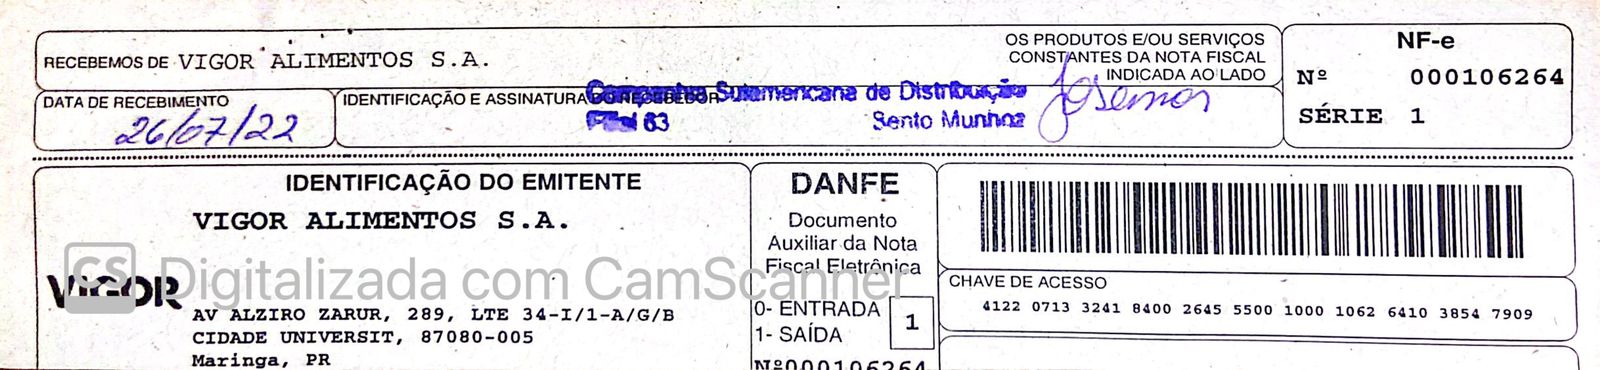 RECEBEMOS DE VIGOR ALIMENTOS S.A.
OS PRODUTOS E/OU SERVIÇOS
CONSTANTES DA NOTA FISCAL
INDICADA AO LADO
NF-e
Nº 000106264
SÉRIE 1
DATA DE RECEBIMENTO
26/07/22
IDENTIFICAÇÃO E ASSINATURA DO RECEBEDOR
Companhia Sulamericana de Distribuição
Filial 63 Sento Munhoz
IDENTIFICAÇÃO DO EMITENTE
VIGOR ALIMENTOS S.A.
VIGOR
AV ALZIRO ZARUR, 289, LTE 34-I/1-A/G/B
CIDADE UNIVERSIT, 87080-005
Maringa, PR
DANFE
Documento
Auxiliar da Nota
Fiscal Eletrônica
0- ENTRADA
1- SAÍDA
1
Nº000106264
CHAVE DE ACESSO
4122 0713 3241 8400 2645 5500 1000 1062 6410 3854 7909
CS Digitalizada com CamScanner